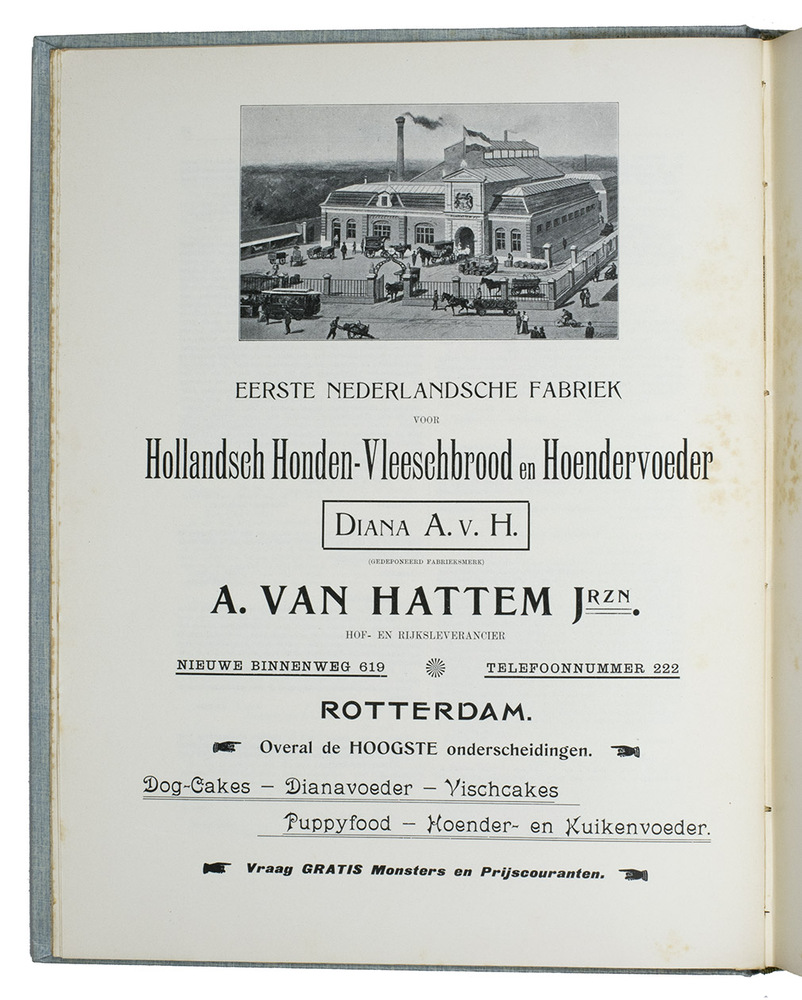 EERSTE NEDERLANDSCHE FABRIEK
VOOR
Hollandsch Honden-Vleeschbrood en Hoendervoeder
DIANA A. V. H.
(GEDEPONEERD FABRIEKSMERK)
A. VAN HATTEM JRZN.
HOF- EN RIJKSLEVERANCIER
NIEUWE BINNENWEG 619 TELEFOONNUMMER 222
ROTTERDAM.
Overal de HOOGSTE onderscheidingen.
Dog-Cakes — Dianavoeder — Vischcakes
Puppyfood — Hoender- en Kuikenvoeder.
Vraag GRATIS Monsters en Prijscouranten.